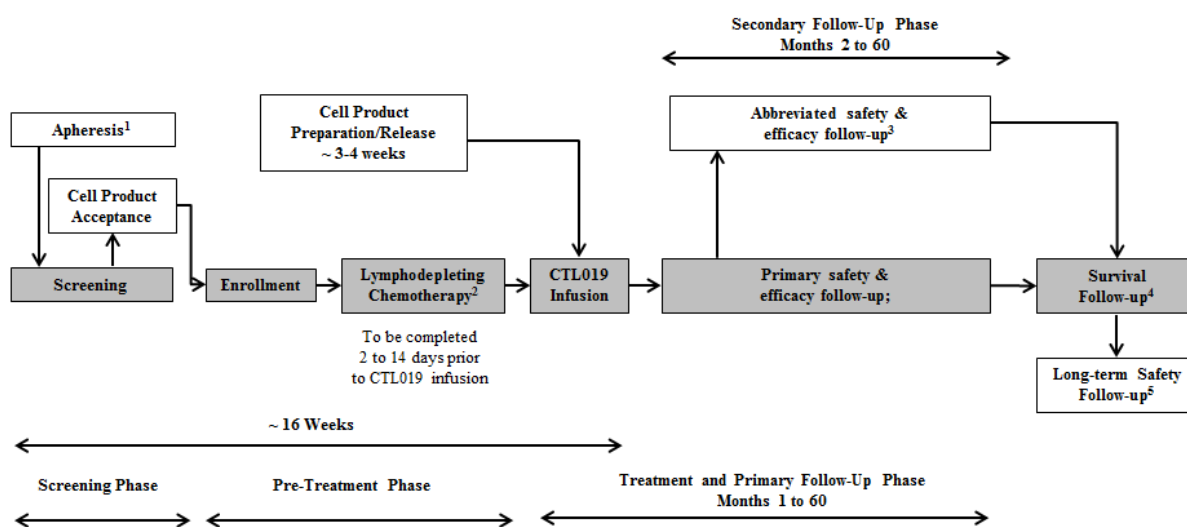 Secondary Follow-Up Phase
Months 2 to 60
Apheresis1
Cell Product
Preparation/Release
~ 3-4 weeks
Abbreviated safety &
efficacy follow-up3
Cell Product
Acceptance
Screening
Enrollment
Lymphodepleting
Chemotherapy2
CTL019
Infusion
Primary safety &
efficacy follow-up;
Survival
Follow-up4
To be completed
2 to 14 days prior
to CTL019 infusion
Long-term Safety
Follow-up5
~ 16 Weeks
Screening Phase
Pre-Treatment Phase
Treatment and Primary Follow-Up Phase
Months 1 to 60